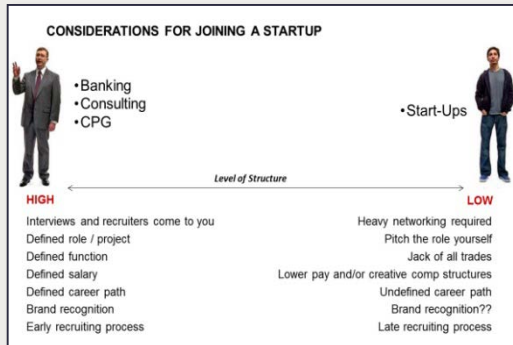 CONSIDERATIONS FOR JOINING A STARTUP
•Banking
•Consulting
•CPG
•Start-Ups
Level of Structure
HIGH
LOW
Interviews and recruiters come to you
Defined role / project
Defined function
Defined salary
Defined career path
Brand recognition
Early recruiting process
Heavy networking required
Pitch the role yourself
Jack of all trades
Lower pay and/or creative comp structures
Undefined career path
Brand recognition??
Late recruiting process